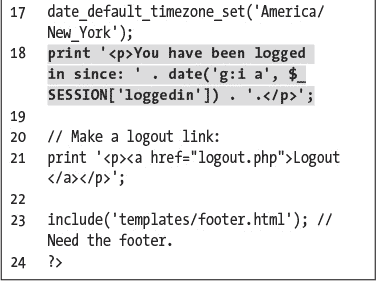 17 date_default_timezone_set('America/
New_York');
18 print '<p>You have been logged
in since: ' . date('g:i a', $_
SESSION['loggedin']) . '.</p>';
19
20 // Make a logout link:
21 print '<p><a href="logout.php">Logout
</a></p>';
22
23 include('templates/footer.html'); //
Need the footer.
24 ?>